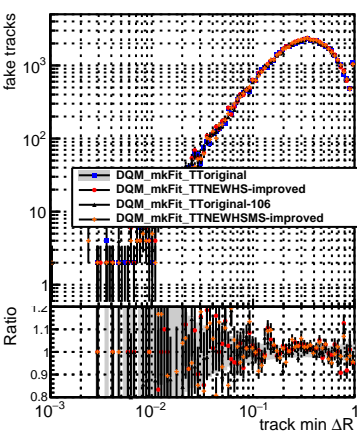 fake tracks
10³
10²
10
1
DQM_mkFit_TToriginal
DQM_mkFit_TTNEWHS-improved
DQM_mkFit_TToriginal-106
DQM_mkFit_TTNEWHSMS-improved
Ratio
1.2
1.1
1
0.9
0.8
10⁻³ 10⁻² 10⁻¹ 1
track min ΔR